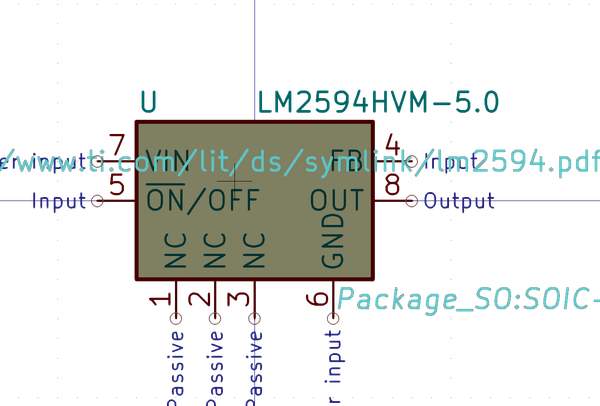 U LM2594HVM-5.0
7 VIN FB 4
er input /www.ti.com/lit/ds/symlink/lm2594.pdf Input
5 ON/OFF OUT 8
Input Output
NC NC NC GND
1 2 3 6
Package_SO:SOIC-
Passive Passive Passive r input